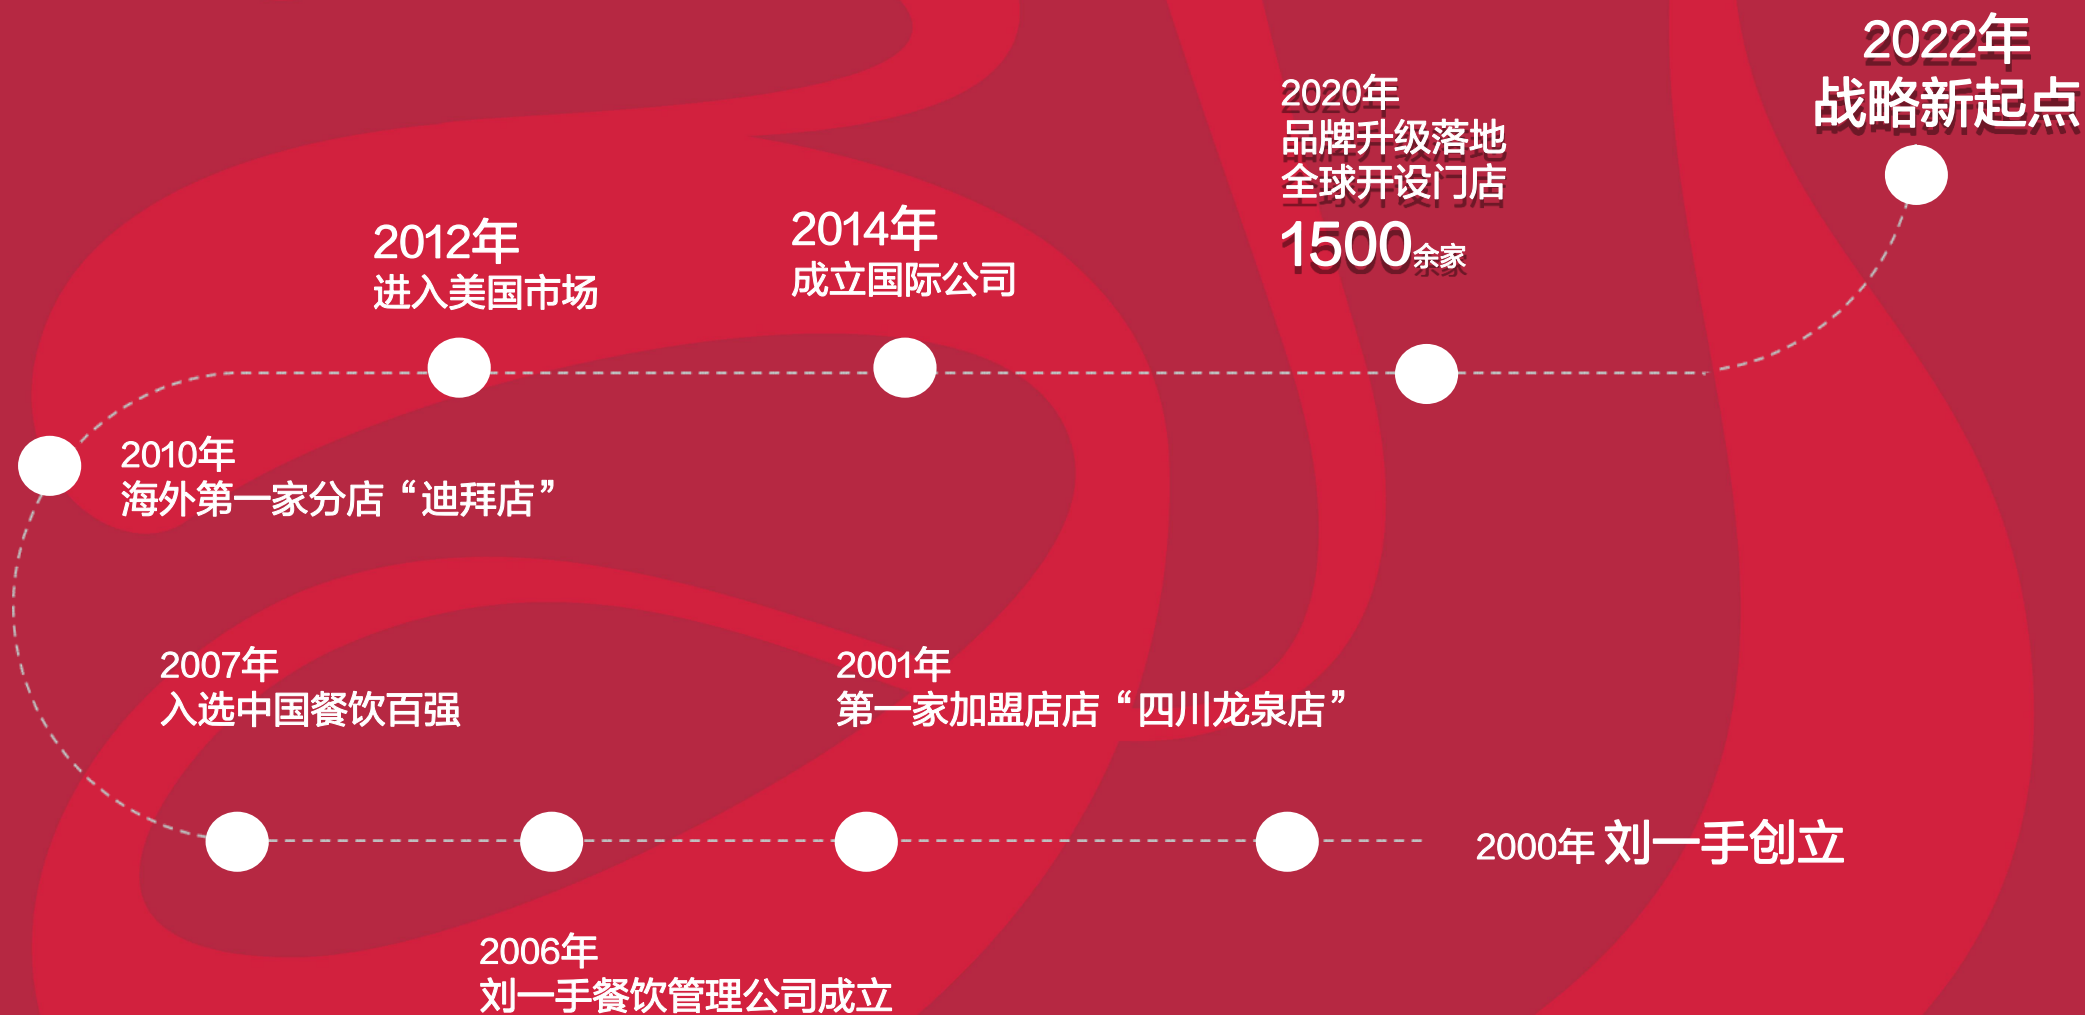 2022年
战略新起点
2020年
品牌升级落地
全球开设门店
1500余家
2012年
进入美国市场
2014年
成立国际公司
2010年
海外第一家分店“迪拜店”
2007年
入选中国餐饮百强
2001年
第一家加盟店店“四川龙泉店”
2000年 刘一手创立
2006年
刘一手餐饮管理公司成立